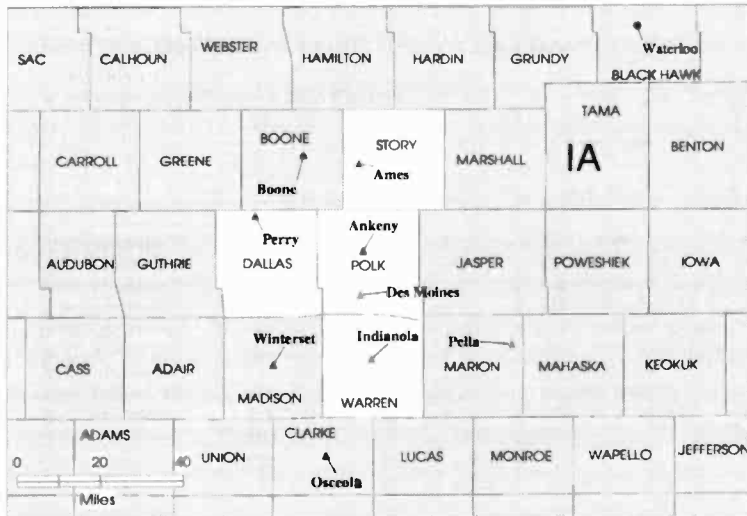 SAC CALHOUN WEBSTER HAMILTON HARDIN GRUNDY Waterloo
BLACK HAWK
TAMA
CARROLL GREENE BOONE STORY MARSHALL IA BENTON
Boone Ames
Perry Ankeny
AUDUBON GUTHRIE DALLAS POLK JASPER POWESHIEK IOWA
Des Moines
Winterset Indianola Pella
CASS ADAIR MARION MAHASKA KEOKUK
MADISON WARREN
ADAMS CLARKE
UNION LUCAS MONROE WAPELLO JEFFERSON
0 20 40
Osceola
Miles